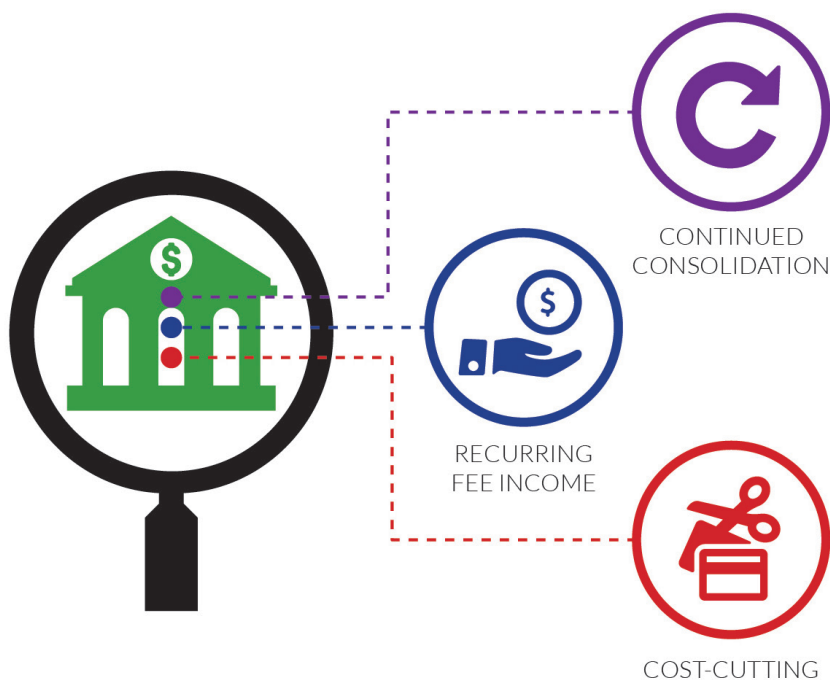 $
CONTINUED
CONSOLIDATION
$
RECURRING
FEE INCOME
COST-CUTTING